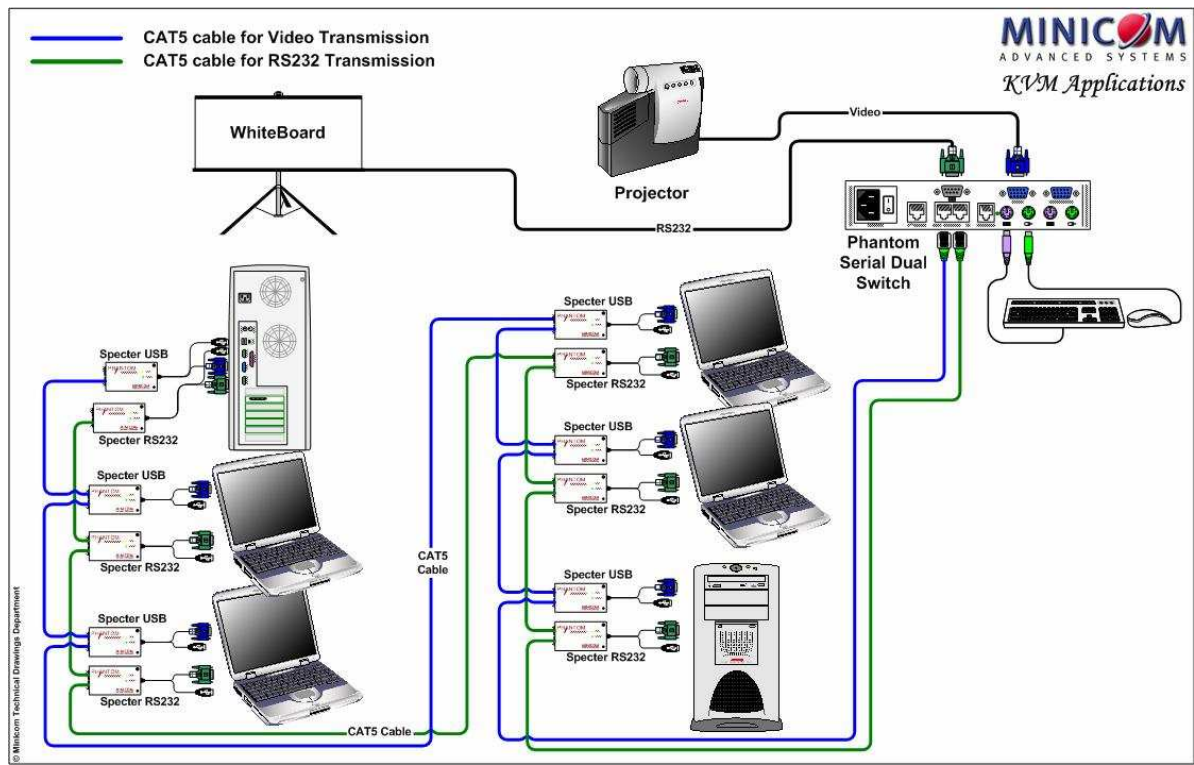 CAT5 cable for Video Transmission
CAT5 cable for RS232 Transmission
MINICOM
ADVANCED SYSTEMS
KVM Applications
WhiteBoard
Projector
Video
RS232
Phantom
Serial Dual
Switch
Specter USB
Specter RS232
Specter USB
Specter RS232
Specter USB
Specter RS232
CAT5
Cable
CAT5 Cable
Specter USB
Specter RS232
Specter USB
Specter RS232
Specter USB
Specter RS232
© Minicom Technical Drawings Department